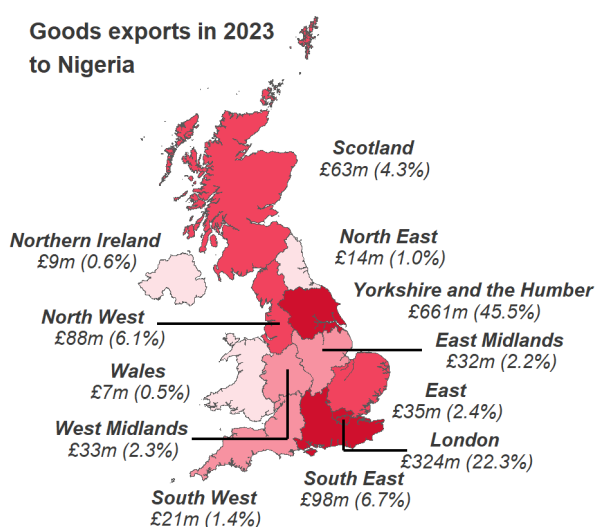 Goods exports in 2023
to Nigeria
Scotland
£63m (4.3%)
Northern Ireland
£9m (0.6%)
North East
£14m (1.0%)
Yorkshire and the Humber
£661m (45.5%)
North West
£88m (6.1%)
East Midlands
£32m (2.2%)
Wales
£7m (0.5%)
East
£35m (2.4%)
West Midlands
£33m (2.3%)
London
£324m (22.3%)
South East
£98m (6.7%)
South West
£21m (1.4%)